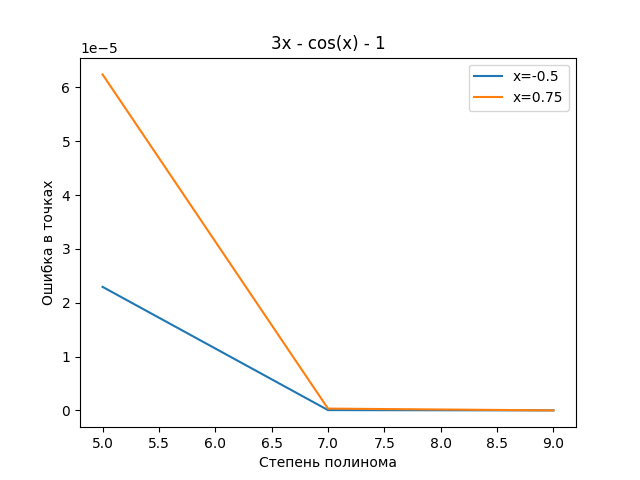 3x - cos(x) - 1
1e−5
x=-0.5
x=0.75
6
5
4
3
2
1
0
Ошибка в точках
5.0 5.5 6.0 6.5 7.0 7.5 8.0 8.5 9.0
Степень полинома